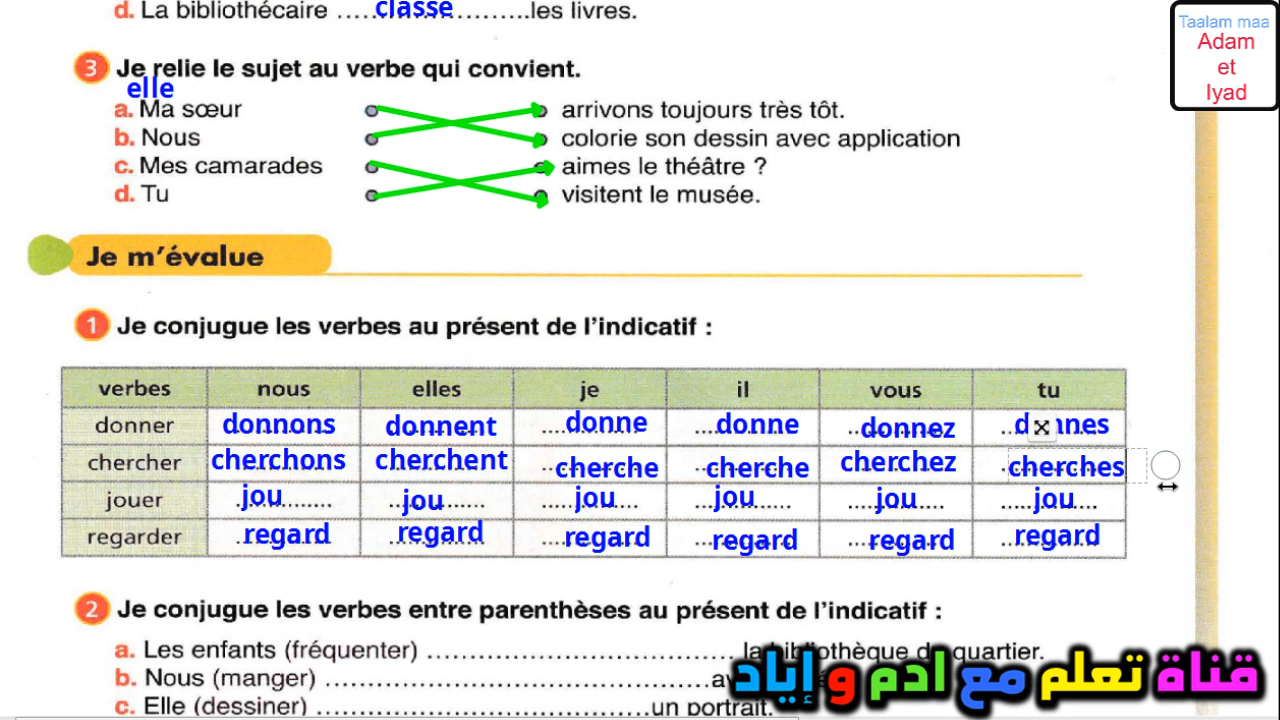 d. La bibliothécaire .... classe ....les livres.
Taalam maa
Adam
et
Iyad
3 Je relie le sujet au verbe qui convient.
elle
a. Ma sœur arrivons toujours très tôt.
b. Nous colorie son dessin avec application
c. Mes camarades aimes le théâtre ?
d. Tu visitent le musée.
Je m'évalue
1 Je conjugue les verbes au présent de l'indicatif :
verbes nous elles je il vous tu
donner donnons donnent donne donne donnez donnes
chercher cherchons cherchent cherche cherche cherchez cherches
jouer jou jou jou jou jou jou
regarder regard regard regard regard regard regard
2 Je conjugue les verbes entre parenthèses au présent de l'indicatif :
a. Les enfants (fréquenter) .... la bibliothèque de quartier.
b. Nous (manger) ....
c. Elle (dessiner) ....un portrait.
قناة تعلم مع ادم و إياد